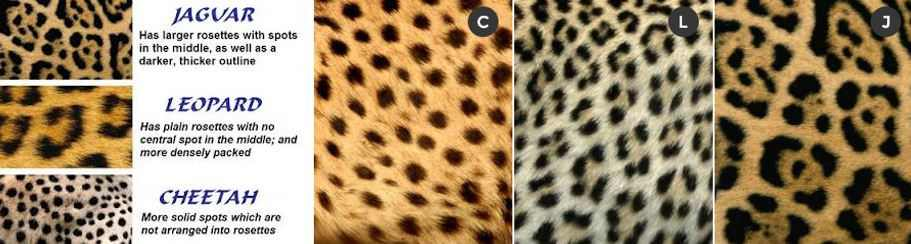 JAGUAR
Has larger rosettes with spots
in the middle, as well as a
darker, thicker outline
LEOPARD
Has plain rosettes with no
central spot in the middle; and
more densely packed
CHEETAH
More solid spots which are
not arranged into rosettes
C
L
J